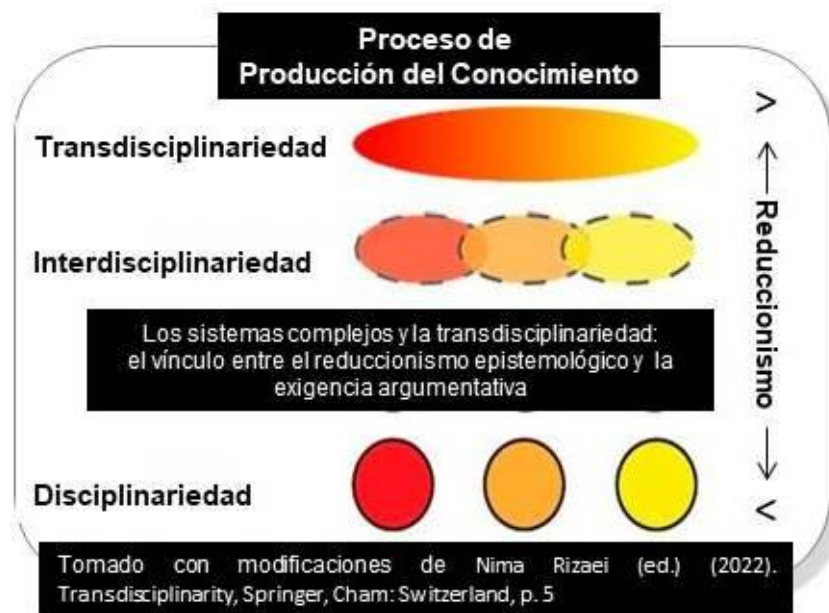 Proceso de
Producción del Conocimiento
Transdisciplinariedad
Interdisciplinariedad
Los sistemas complejos y la transdisciplinariedad:
el vínculo entre el reduccionismo epistemológico y la
exigencia argumentativa
Disciplinariedad
>
Reduccionismo
<
Tomado con modificaciones de Nima Rizaei (ed.) (2022).
Transdisciplinarity, Springer, Cham: Switzerland, p. 5